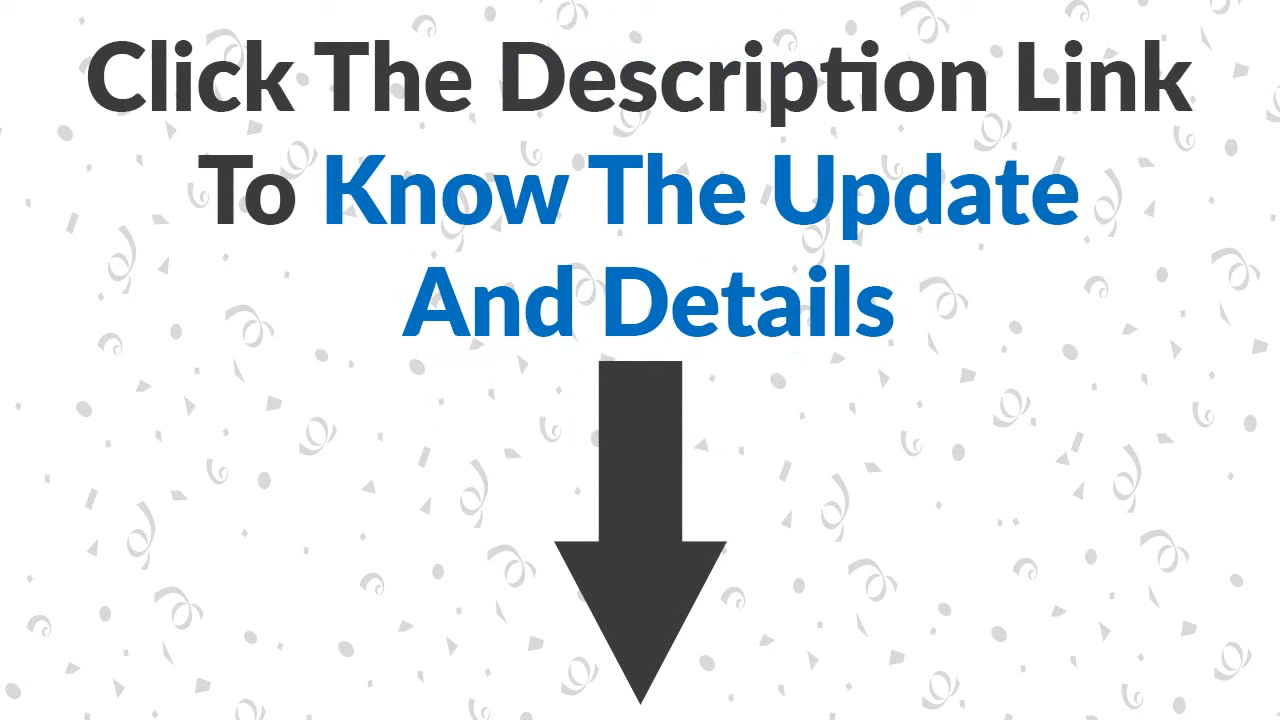 Click The Description Link
To Know The Update
And Details